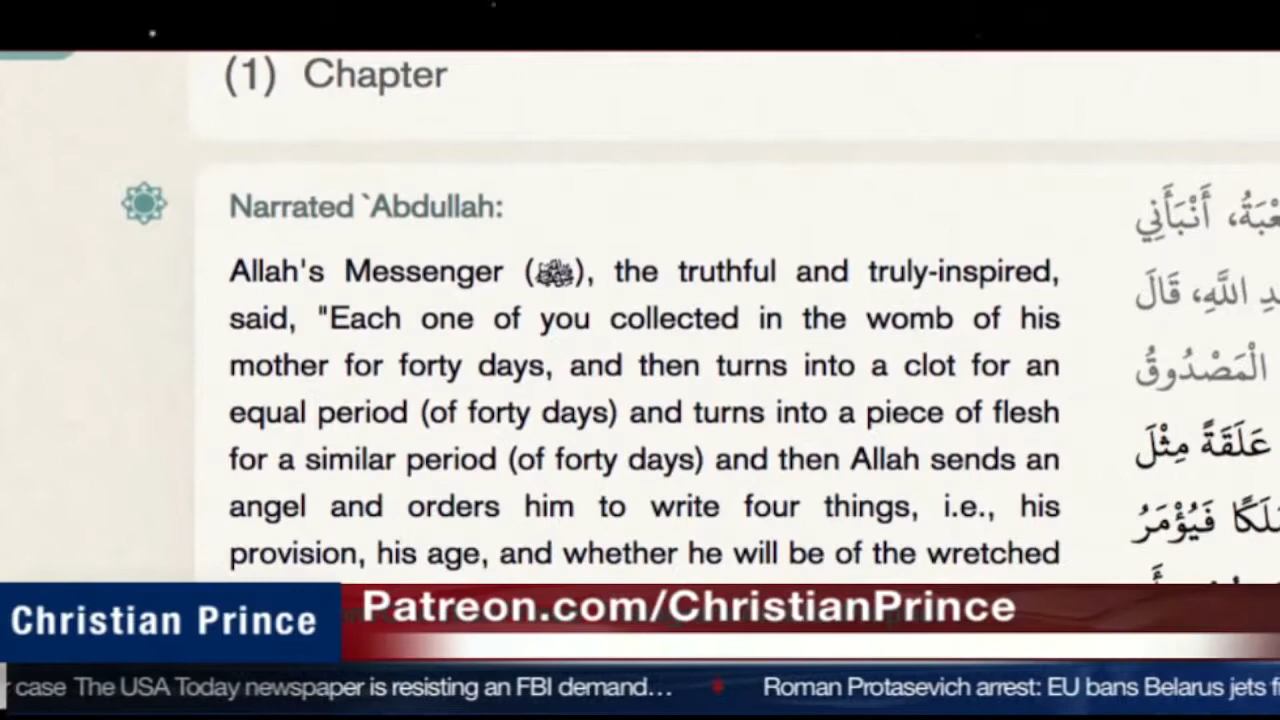 (1) Chapter
Narrated `Abdullah:
Allah's Messenger (ﷺ), the truthful and truly-inspired,
said, "Each one of you collected in the womb of his
mother for forty days, and then turns into a clot for an
equal period (of forty days) and turns into a piece of flesh
for a similar period (of forty days) and then Allah sends an
angel and orders him to write four things, i.e., his
provision, his age, and whether he will be of the wretched
أَنْبَأَنِي
اللَّهِ، قَالَ
الْمَصْدُوقُ
عَلَقَةً مِثْلَ
فَيُؤْمَرُ
Christian Prince
Patreon.com/ChristianPrince
case The USA Today newspaper is resisting an FBI demand... Roman Protasevich arrest: EU bans Belarus jets